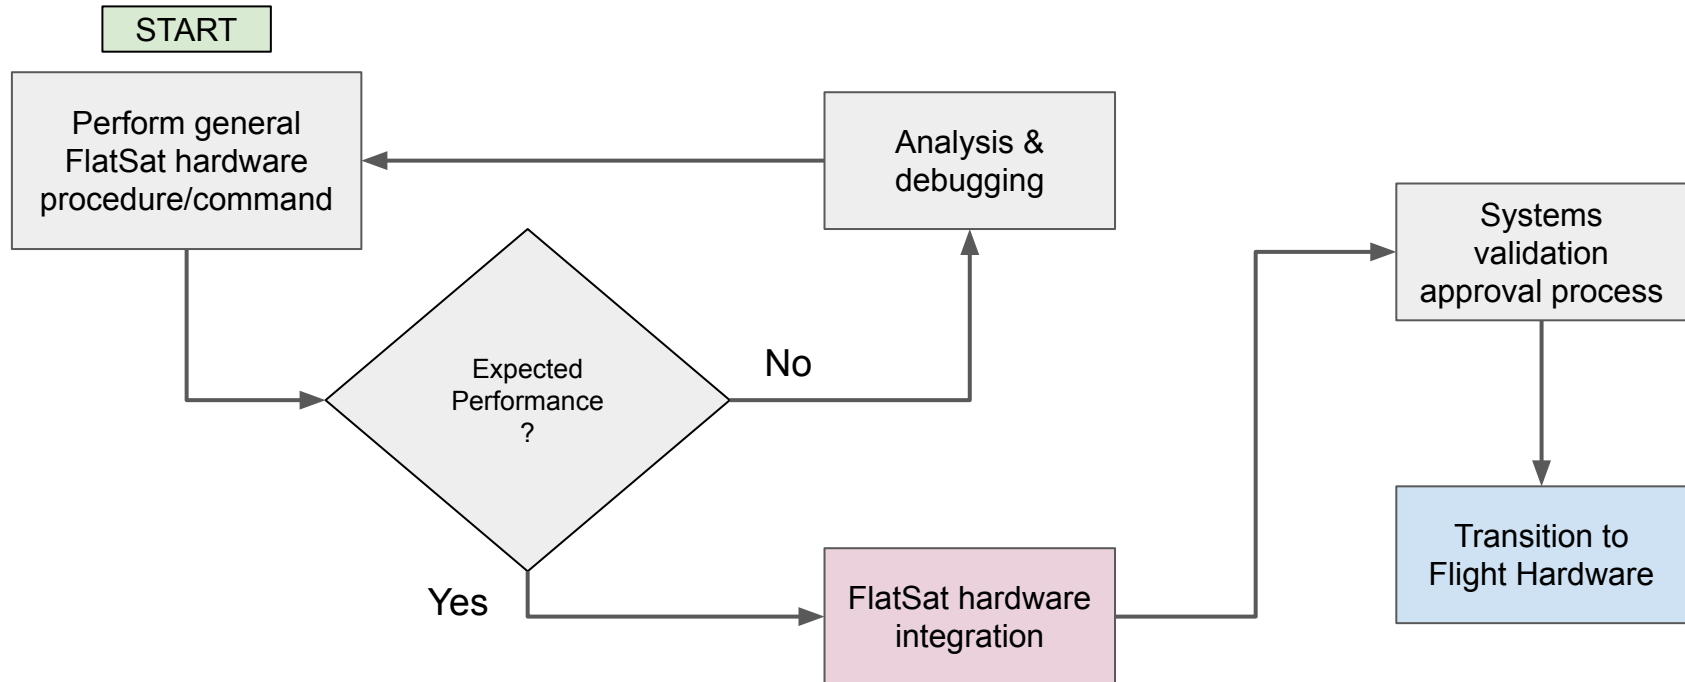 START
Perform general
FlatSat hardware
procedure/command
Analysis &
debugging
Systems
validation
approval process
Expected
Performance
?
No
Yes
FlatSat hardware
integration
Transition to
Flight Hardware